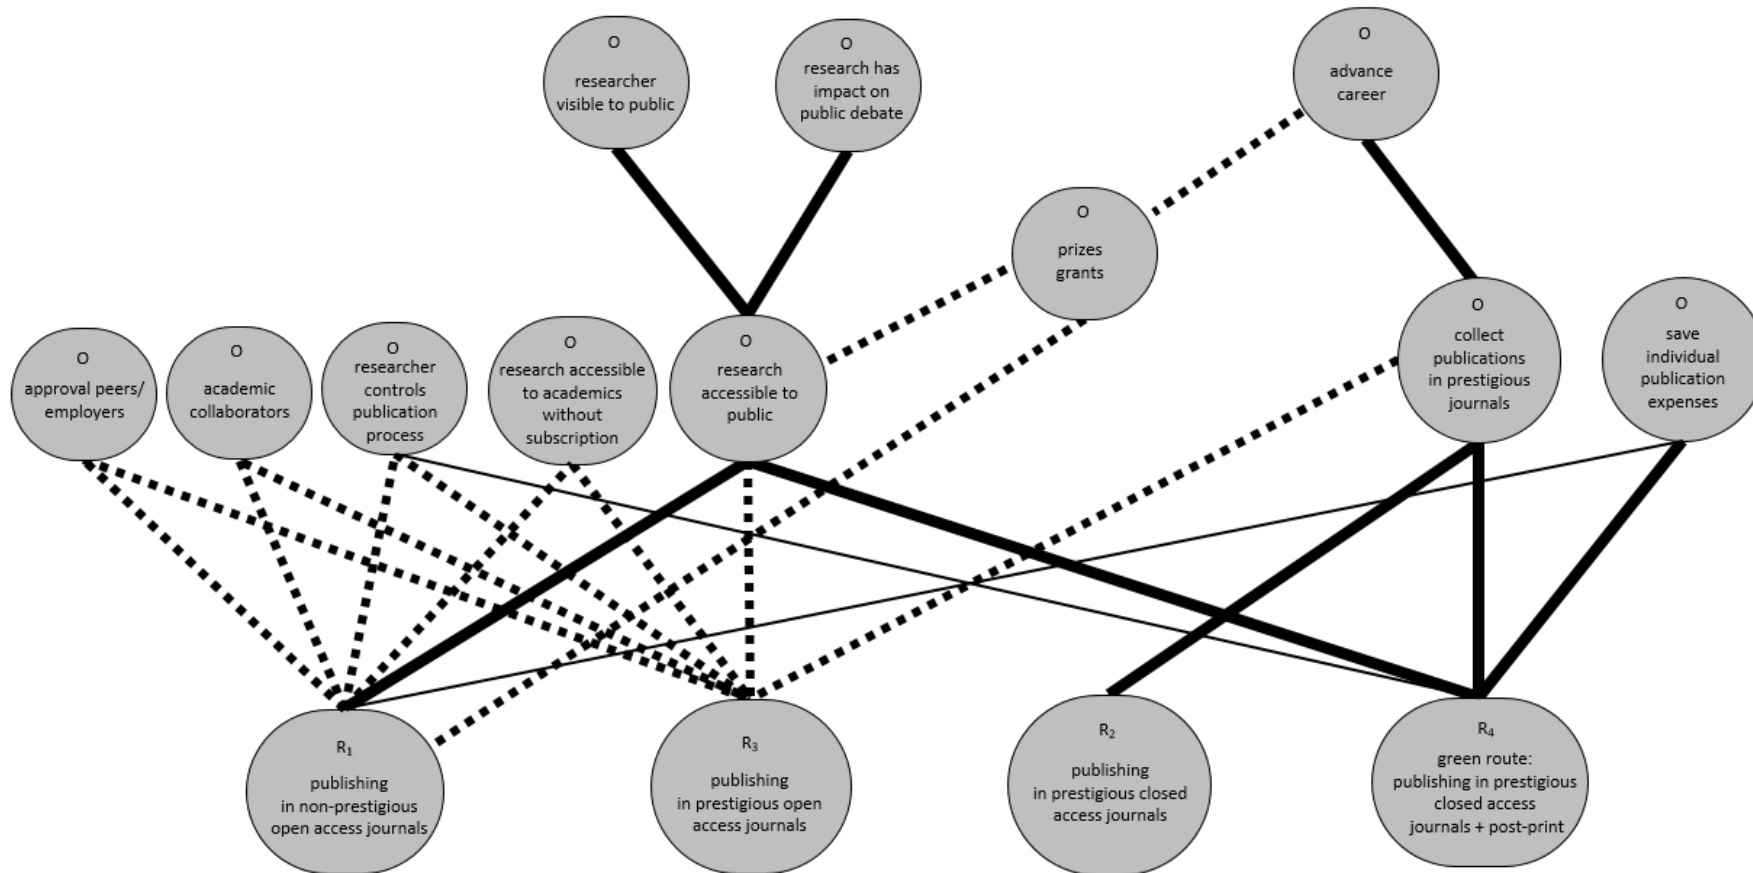 O
researcher
visible to public
O
research has
impact on
public debate
O
advance
career
O
prizes
grants
O
approval peers/
employers
O
academic
collaborators
O
researcher
controls
publication
process
O
research accessible
to academics
without
subscription
O
research
accessible to
public
O
collect
publications
in prestigious
journals
O
save
individual
publication
expenses
R₁
publishing
in non-prestigious
open access journals
R₃
publishing
in prestigious open
access journals
R₂
publishing
in prestigious closed
access journals
R₄
green route:
publishing in prestigious
closed access
journals + post-print